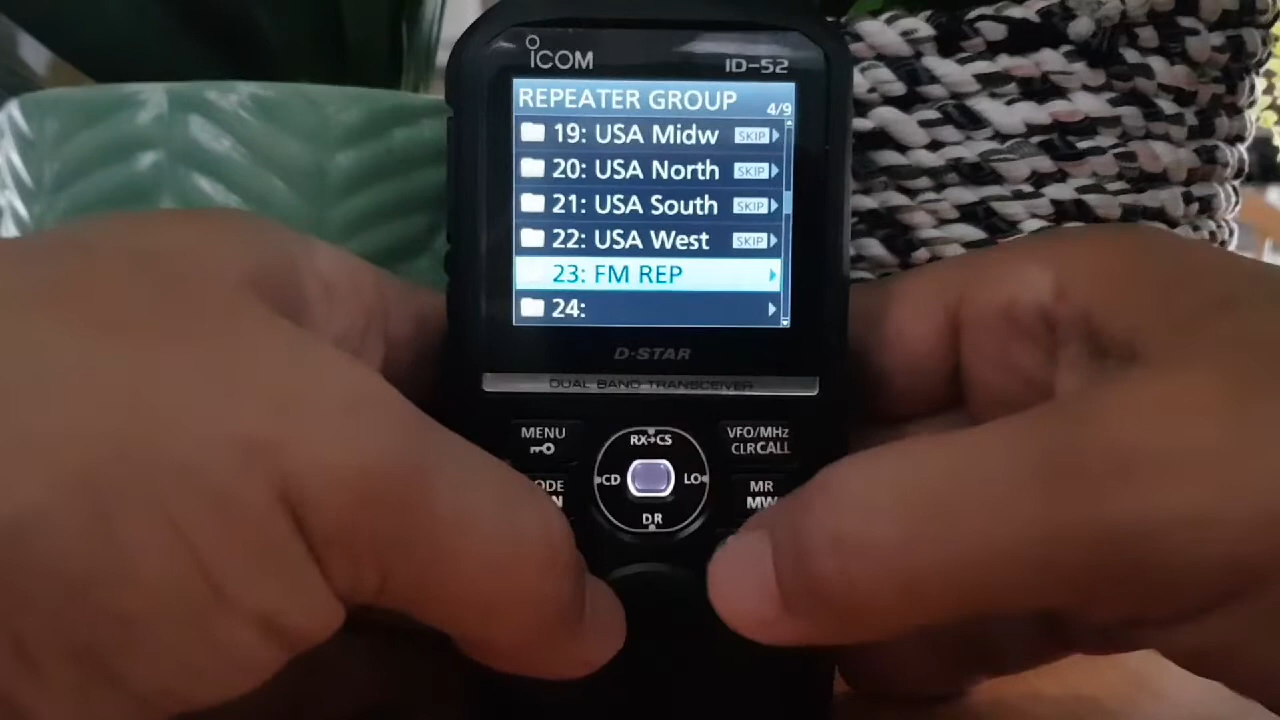 ICOM
ID-52
REPEATER GROUP 4/9
19: USA Midw SKIP
20: USA North SKIP
21: USA South SKIP
22: USA West SKIP
23: FM REP
24:
D-STAR
DUAL BAND TRANSCEIVER
MENU
RX→CS
VFO/MHz
CLR CALL
CD
MR
MW
DR